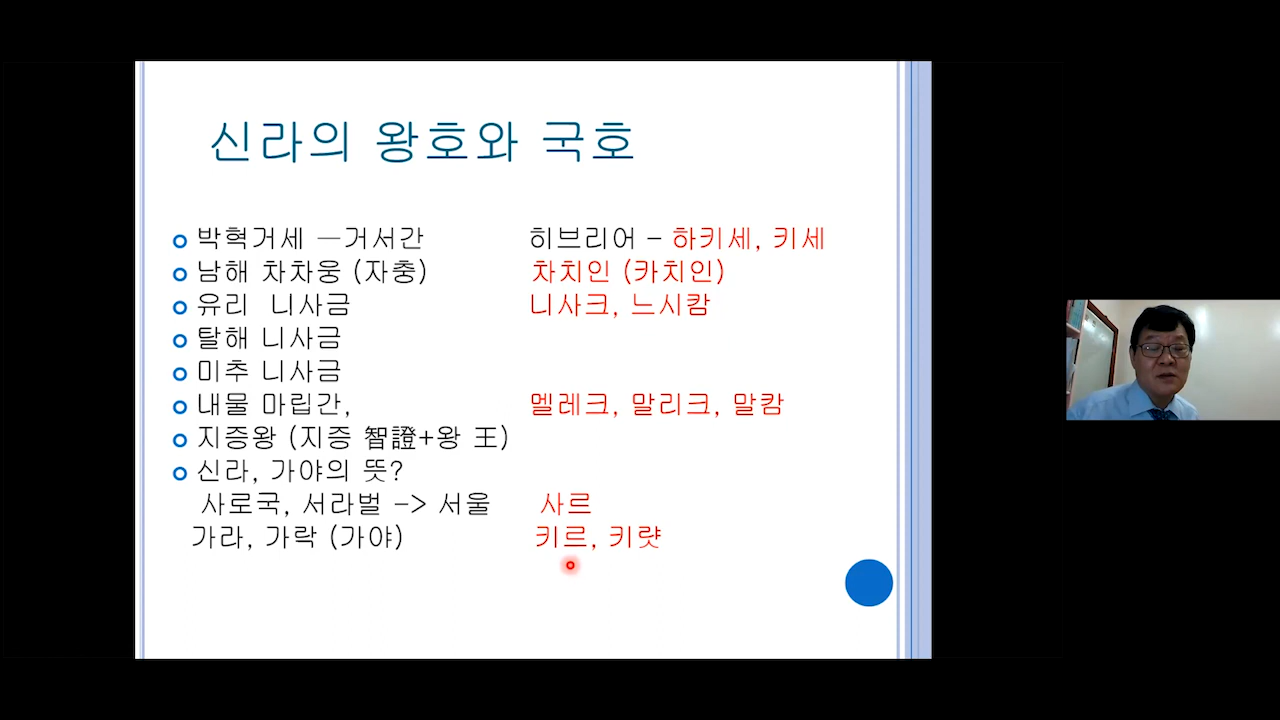 신라의 왕호와 국호
박혁거세 —거서간 히브리어 – 하키세, 키세
남해 차차웅 (자충) 차치인 (카치인)
유리 니사금 니사크, 느시캄
탈해 니사금
미추 니사금
내물 마립간, 멜레크, 말리크, 말캄
지증왕 (지증 智證+왕 王)
신라, 가야의 뜻?
사로국, 서라벌 –> 서울 사르
가라, 가락 (가야) 키르, 키럇